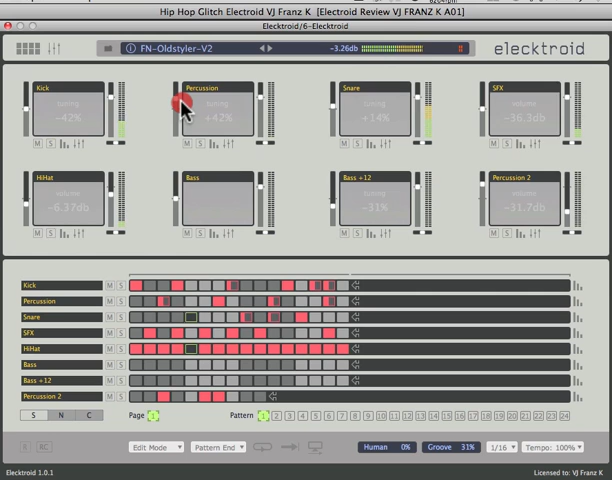 Hip Hop Glitch Electroid VJ Franz K [Electroid Review VJ FRANZ K A01]
Elecktroid/6-Elecktroid
FN-Oldstyler-V2
-3.26db
elecktroid
Kick
tuning
-42%
M S
Percussion
tuning
+42%
M S
Snare
tuning
+14%
M S
SFX
volume
-36.3db
M S
HiHat
volume
-6.37db
M S
Bass
M S
Bass +12
tuning
-31%
M S
Percussion 2
volume
-31.7db
M S
Kick M S
Percussion M S
Snare M S
SFX M S
HiHat M S
Bass M S
Bass +12 M S
Percussion 2 M S
S N C Page 1 Pattern 1 2 3 4 5 6 7 8 9 10 11 12 13 14 15 16 17 18 19 20 21 22 23 24
R RC Edit Mode Pattern End Human 0% Groove 31% 1/16 Tempo: 100%
Elecktroid 1.0.1 Licensed to: VJ Franz K